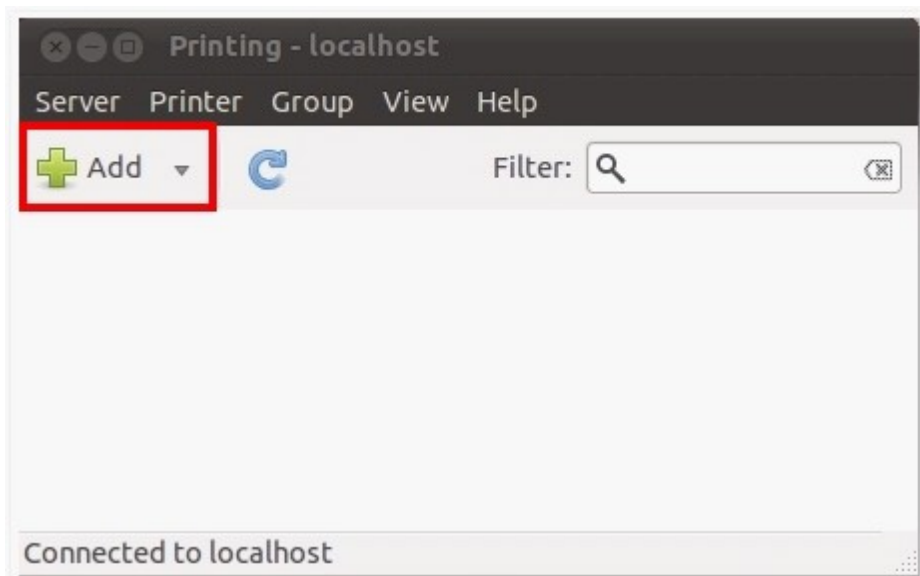 Printing - localhost
Server Printer Group View Help
Add Filter:
Connected to localhost